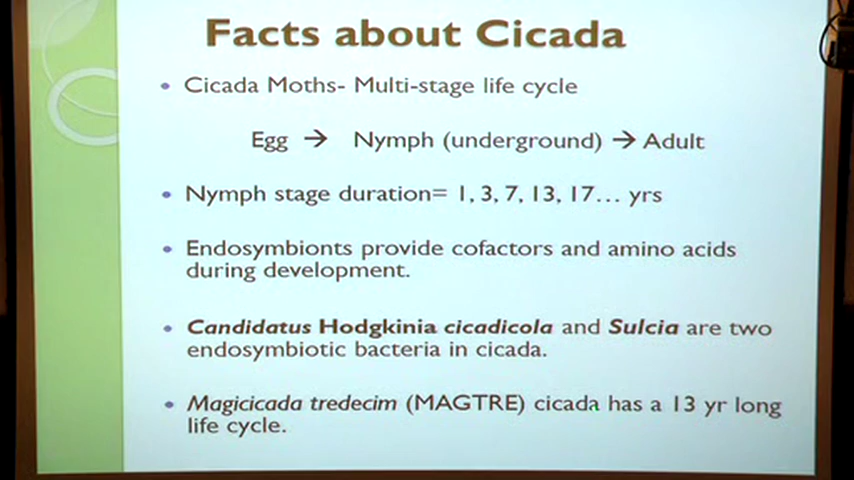 Facts about Cicada
• Cicada Moths- Multi-stage life cycle
Egg → Nymph (underground) → Adult
• Nymph stage duration= 1, 3, 7, 13, 17... yrs
• Endosymbionts provide cofactors and amino acids
during development.
• Candidatus Hodgkinia cicadicola and Sulcia are two
endosymbiotic bacteria in cicada.
• Magicicada tredecim (MAGTRE) cicada has a 13 yr long
life cycle.